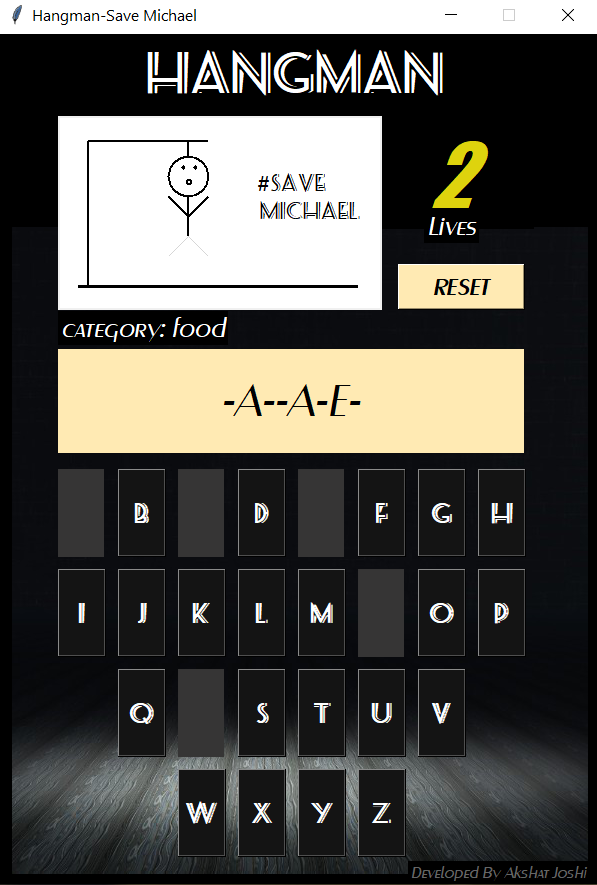 Hangman-Save Michael
HANGMAN
#SAVE
MICHAEL
2
Lives
RESET
CATEGORY: food
-A--A-E-
B D F G H
I J K L M O P
Q S T U V
W X Y Z
Developed By Akshat Joshi